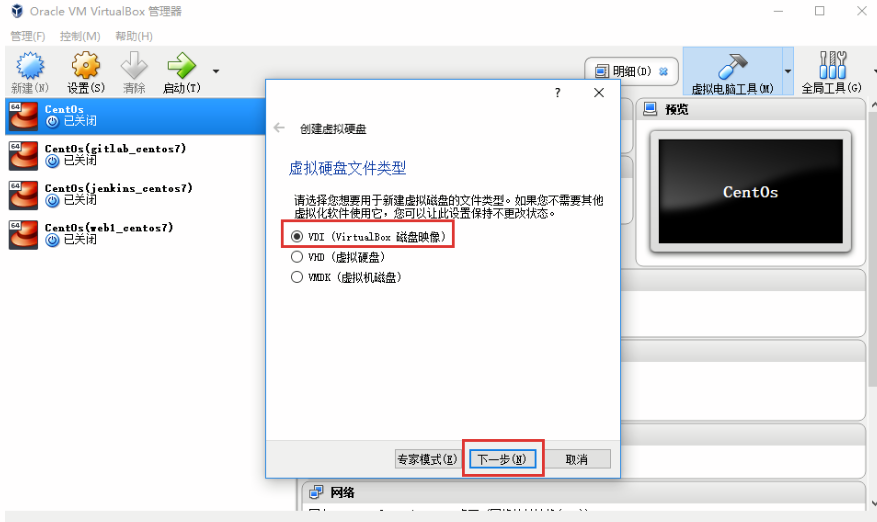 Oracle VM VirtualBox 管理器
管理(F) 控制(M) 帮助(H)
新建(N) 设置(S) 清除 启动(T)
明细(D)
虚拟电脑工具(M) 全局工具(G)
CentOs
已关闭
CentOs(gitlab_centos7)
已关闭
CentOs(jenkins_centos7)
已关闭
CentOs(web1_centos7)
已关闭
预览
CentOs
?
创建虚拟硬盘
虚拟硬盘文件类型
请选择您想要用于新建虚拟磁盘的文件类型。如果您不需要其他
虚拟化软件使用它，您可以让此设置保持不更改状态。
VDI (VirtualBox 磁盘映像)
VHD (虚拟硬盘)
VMDK (虚拟机磁盘)
专家模式(E) 下一步(N) 取消
网络